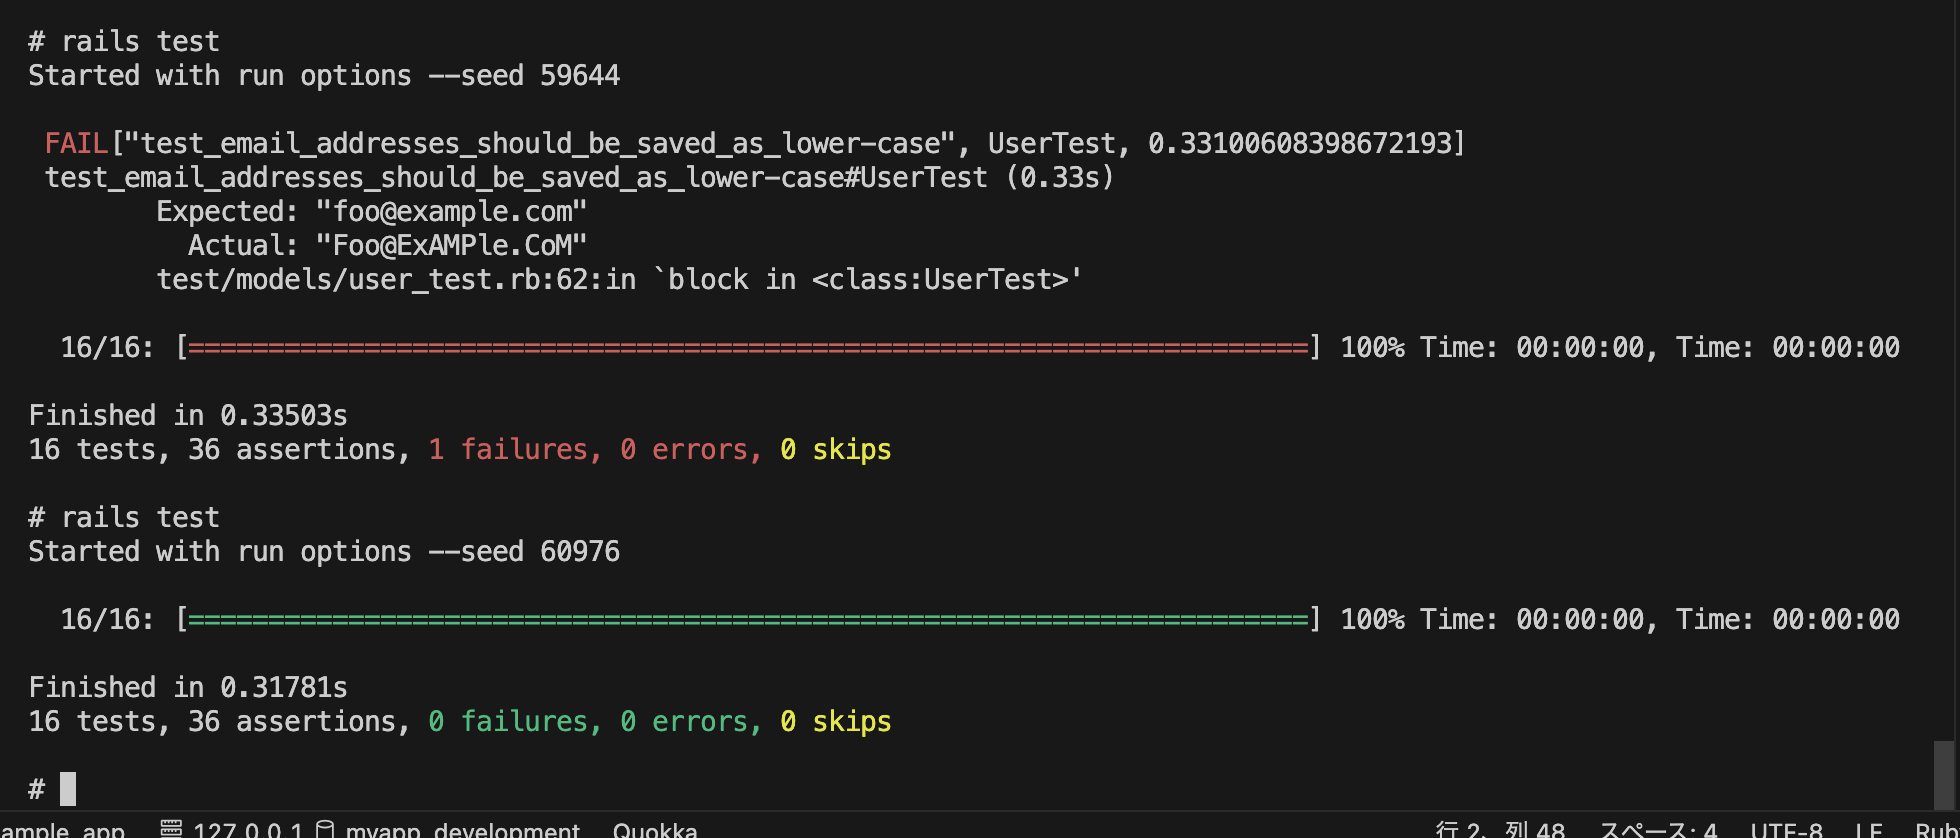 # rails test
Started with run options --seed 59644
FAIL["test_email_addresses_should_be_saved_as_lower-case", UserTest, 0.33100608398672193]
test_email_addresses_should_be_saved_as_lower-case#UserTest (0.33s)
Expected: "foo@example.com"
Actual: "Foo@ExAMPle.CoM"
test/models/user_test.rb:62:in `block in <class:UserTest>'
16/16: [======================================================================] 100% Time: 00:00:00, Time: 00:00:00
Finished in 0.33503s
16 tests, 36 assertions, 1 failures, 0 errors, 0 skips
# rails test
Started with run options --seed 60976
16/16: [======================================================================] 100% Time: 00:00:00, Time: 00:00:00
Finished in 0.31781s
16 tests, 36 assertions, 0 failures, 0 errors, 0 skips
#
ample_app 127.0.0.1 myapp_development Quokka 行 2、列 48 スペース: 4 UTF-8 LF Rub